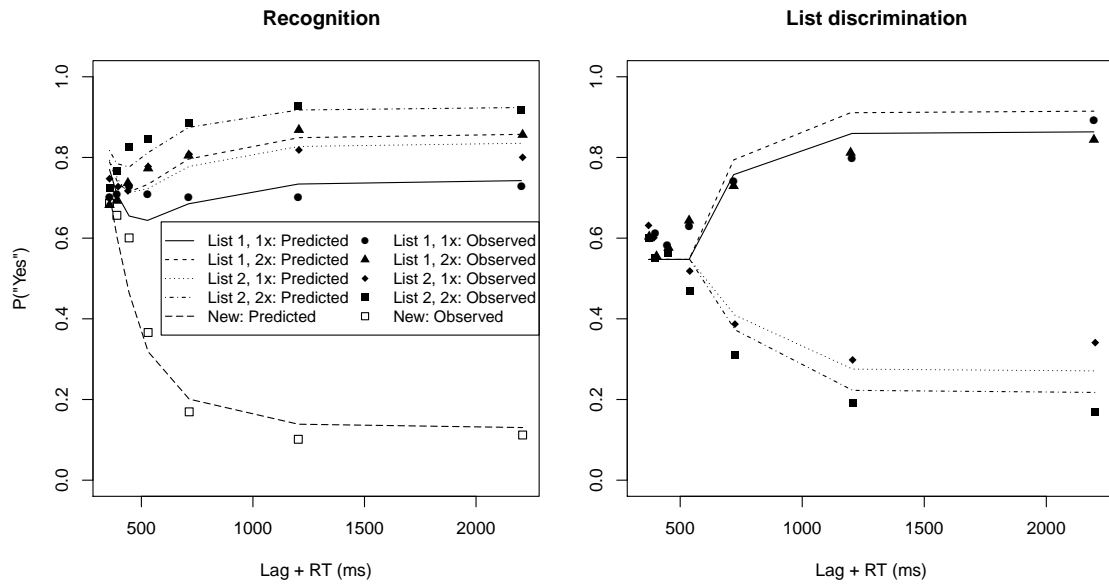 Recognition
List discrimination
P("Yes")
1.0
0.8
0.6
0.4
0.2
0.0
List 1, 1x: Predicted
List 1, 2x: Predicted
List 2, 1x: Predicted
List 2, 2x: Predicted
New: Predicted
List 1, 1x: Observed
List 1, 2x: Observed
List 2, 1x: Observed
List 2, 2x: Observed
New: Observed
500 1000 1500 2000
Lag + RT (ms)
1.0
0.8
0.6
0.4
0.2
0.0
500 1000 1500 2000
Lag + RT (ms)